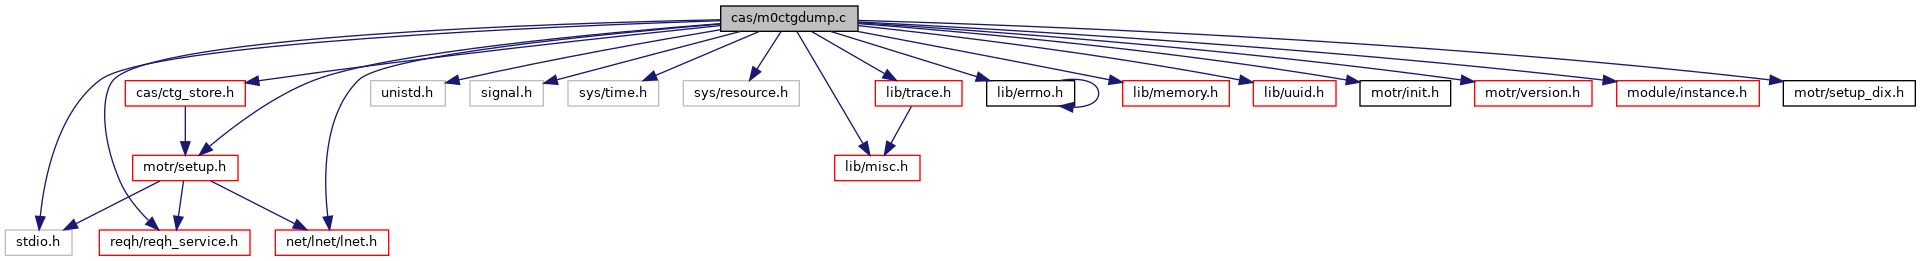 cas/m0ctgdump.c
cas/ctg_store.h
unistd.h
signal.h
sys/time.h
sys/resource.h
lib/trace.h
lib/errno.h
lib/memory.h
lib/uuid.h
motr/init.h
motr/version.h
module/instance.h
motr/setup_dix.h
motr/setup.h
lib/misc.h
stdio.h
reqh/reqh_service.h
net/lnet/lnet.h